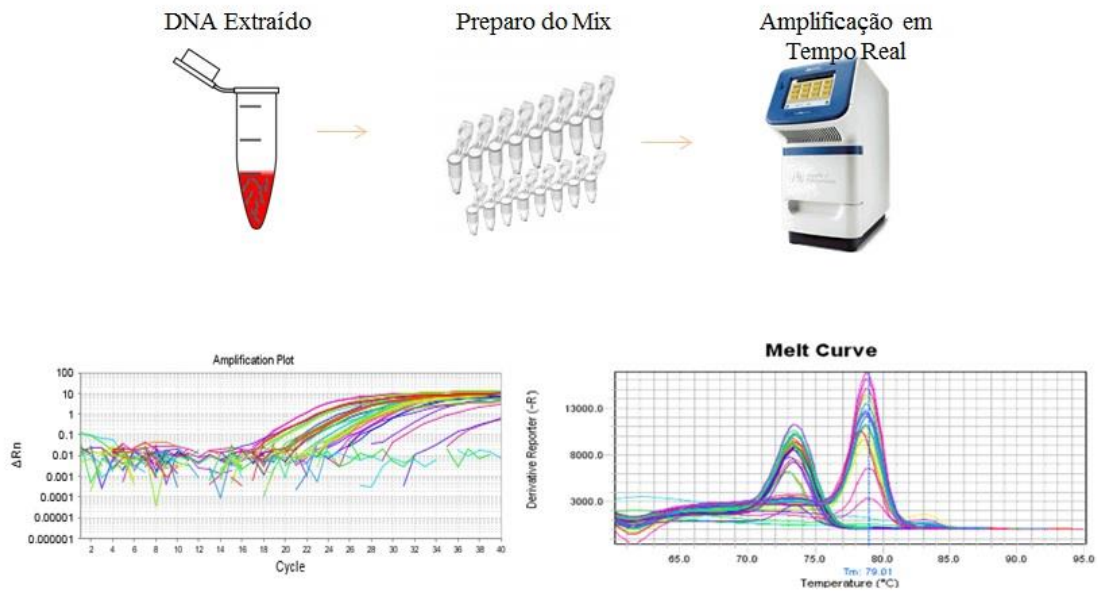 DNA Extraído
Preparo do Mix
Amplificação em
Tempo Real
Amplification Plot
100
10
1
0.1
0.01
0.001
0.0001
0.00001
0.000001
ΔRn
2 4 6 8 10 12 14 16 18 20 22 24 26 28 30 32 34 36 38 40
Cycle
Melt Curve
Derivative Reporter (-R)
13000.0
8000.0
3000.0
65.0 70.0 75.0 80.0 85.0 90.0 95.0
Tm: 79.01
Temperature (°C)